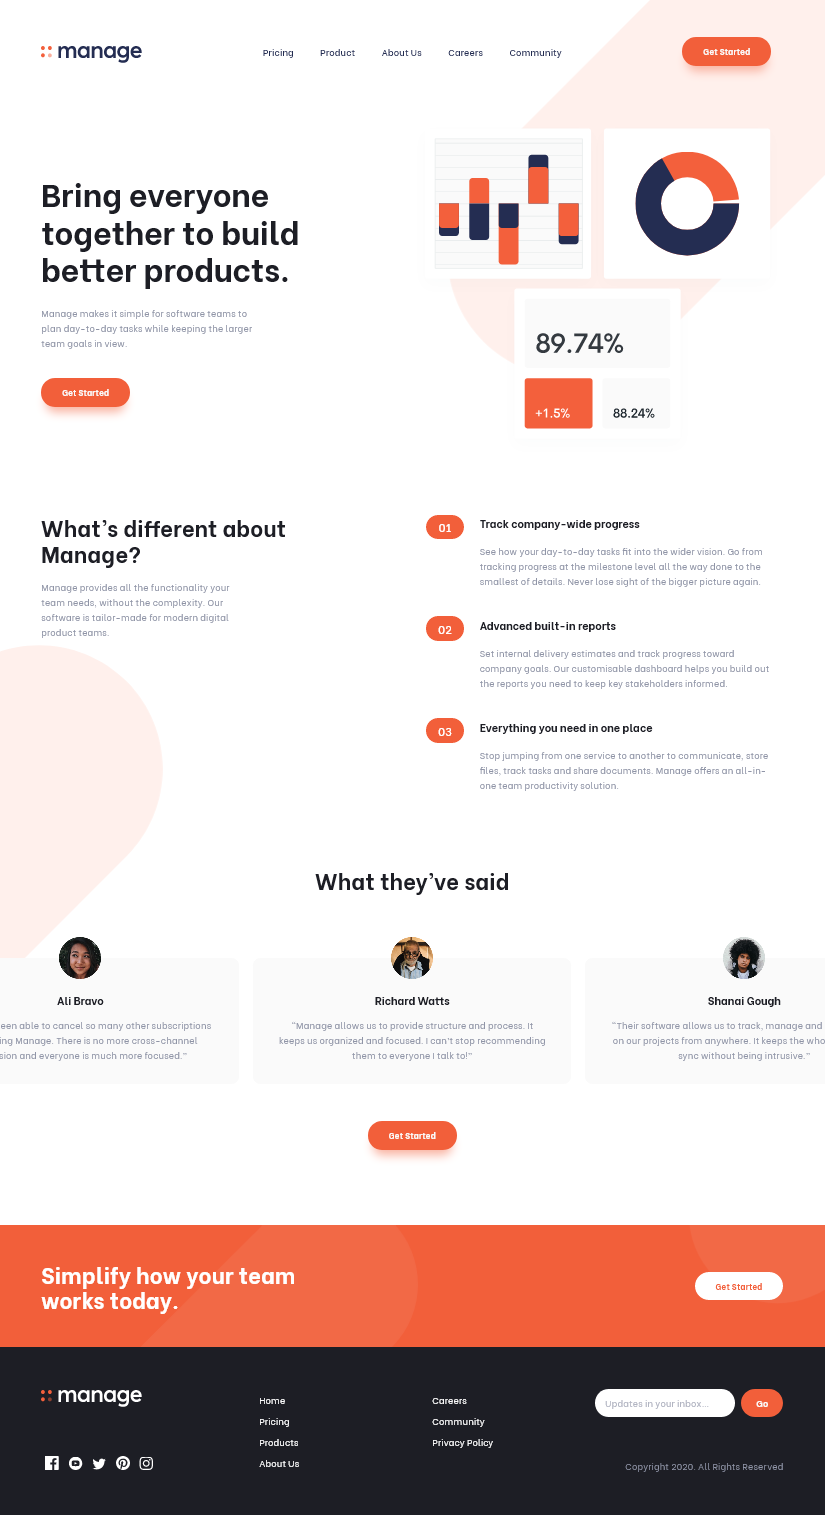 manage
Pricing Product About Us Careers Community
Get Started
Bring everyone
together to build
better products.
Manage makes it simple for software teams to
plan day-to-day tasks while keeping the larger
team goals in view.
Get Started
89.74%
+1.5% 88.24%
What's different about
Manage?
Manage provides all the functionality your
team needs, without the complexity. Our
software is tailor-made for modern digital
product teams.
01 Track company-wide progress
See how your day-to-day tasks fit into the wider vision. Go from
tracking progress at the milestone level all the way done to the
smallest of details. Never lose sight of the bigger picture again.
02 Advanced built-in reports
Set internal delivery estimates and track progress toward
company goals. Our customisable dashboard helps you build out
the reports you need to keep key stakeholders informed.
03 Everything you need in one place
Stop jumping from one service to another to communicate, store
files, track tasks and share documents. Manage offers an all-in-
one team productivity solution.
What they've said
Ali Bravo
een able to cancel so many other subscriptions
ing Manage. There is no more cross-channel
sion and everyone is much more focused."
Richard Watts
"Manage allows us to provide structure and process. It
keeps us organized and focused. I can't stop recommending
them to everyone I talk to!"
Shanai Gough
"Their software allows us to track, manage and
on our projects from anywhere. It keeps the who
sync without being intrusive."
Get Started
Simplify how your team
works today.
Get Started
manage
Home
Pricing
Products
About Us
Careers
Community
Privacy Policy
Updates in your inbox...
Go
Copyright 2020. All Rights Reserved